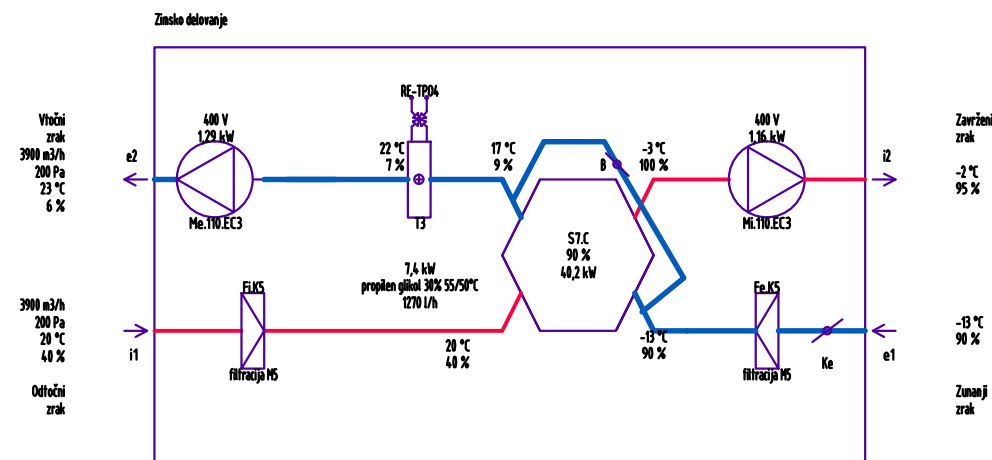 Zimsko delovanje
RE-TP04
400 V
1,29 kW
400 V
1,16 kW
Vtočni
zrak
3900 m3/h
200 Pa
23 °C
6 %
e2
Me.110.EC3
22 °C
7 %
T3
17 °C
9 %
B
-3 °C
100 %
Mi.110.EC3
i2
Zavrženi
zrak
-2 °C
95 %
S7.C
90 %
40,2 kW
7,4 kW
propilen glikol 30% 55/50°C
1270 l/h
3900 m3/h
200 Pa
20 °C
40 %
i1
Odtočni
zrak
Fi.K5
filtracija M5
20 °C
40 %
-13 °C
90 %
Fe.K5
filtracija M5
Ke
e1
-13 °C
90 %
Zunanji
zrak